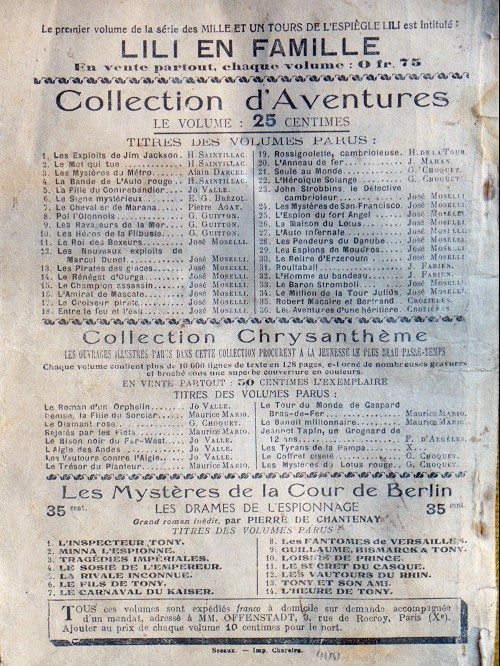 Le premier volume de la série des MILLE ET UN TOURS DE L'ESPIÈGLE LILI est intitulé :
LILI EN FAMILLE
En vente partout, chaque volume : 0 fr. 75
Collection d'Aventures
LE VOLUME : 25 CENTIMES
TITRES DES VOLUMES PARUS :
1. Les Exploits de Jim Jackson. H. SAINTILLAC.
2. Le Mot qui tue H. SAINTILLAC.
3. Les Mystères du Métro Alain DARCEL.
4. La Bande de L'Auto rouge H. SAINTILLAC.
5. La Fille du Contrebandier JO VALLE.
6. Le Signe mystérieux E.-G. BRÉZOL.
7. Le Cheval de Marana Pierre AGAY.
8. Pol l'Olonnois G. GUITTON.
9. Les Ravageurs de la Mer G. GUITTON.
10. Les Héros de la Flibuste G. GUITTON.
11. Le Roi des Boxeurs José MOSELLI.
12. Les Nouveaux exploits de
Marcel Dunot José MOSELLI.
13. Les Pirates des glaces José MOSELLI.
14. Le Rénégat d'Ourga José MOSELLI.
15. Le Champion assassin José MOSELLI.
16. L'Amiral de Mascate José MOSELLI.
17. Le Croiseur pirate José MOSELLI.
18. Entre le feu et l'eau José MOSELLI.
19. Rossignolette, cambrioleuse. H. DE LA TOUR.
20. L'Anneau de fer J. MAHAN.
21. Seule au Monde G. CHOQUET.
22. L'Héroïque Solange G. CHOQUET.
23. John Strobbins, le Détective
cambrioleur José MOSELLI
24. Les Mystères de San-Francisco. José MOSELLI
25. L'Espion du fort Angel José MOSELLI
26. La Maison du Lotus José MOSELLI
27. L'Auto infernale José MOSELLI
28. Les Pendeurs du Danube José MOSELLI
29. Les Espions de Mourgos José MOSELLI
30. Le Reitre d'Erzeroum José MOSELLI
31. Roultaball J. FABIEN.
32. L'Homme au bandeau J. FABIEN.
33. Le Baron Stromboli José MOSELLI
34. Le Million de la Tour Julius José MOSELLI
35. Robert Macaire et Bertrand CROZIÈRES.
36. Les Aventures d'une héritière CROZIÈRES.
Collection Chrysanthème
LES OUVRAGES ILLUSTRÉS PARUS DANS CETTE COLLECTION PROCURENT A LA JEUNESSE LE PLUS BEAU PASSE-TEMPS
Chaque volume contient plus de 10 000 lignes de texte en 128 pages, est orné de nombreuses gravures
et broché sous une superbe couverture en couleurs.
EN VENTE PARTOUT : 50 CENTIMES L'EXEMPLAIRE
TITRES DES VOLUMES PARUS :
Le Roman d'un Orphelin JO VALLE.
Denise, la Fille du Sorcier Maurice MARIO.
Le Diamant rose G. CHOQUET.
Rejetés par les Flots Maurice MARIO.
Le Bison noir du Far-West JO VALLE.
L'Aigle des Andes JO VALLE.
Les Vautours contre l'Aigle JO VALLE.
Le Trésor du Planteur Maurice MARIO.
Le Tour du Monde de Gaspard
Bras-de-Fer Maurice MARIO.
Le Bandit millionnaire Maurice MARIO.
Jeannot Tapin, un Grognard de
12 ans F. D'ARGÈLES.
Les Tyrans de la Pampa X.
Le Coffret ciselé G. CHOQUET.
Les Mystères du Lotus rouge G. CHOQUET.
Les Mystères de la Cour de Berlin
35 cent. LES DRAMES DE L'ESPIONNAGE 35 cent.
Grand roman inédit, par PIERRE DE CHANTENAY
TITRES DES VOLUMES PARUS :
1. L'INSPECTEUR TONY.
2. MINNA L'ESPIONNE.
3. TRAGÉDIES IMPÉRIALES.
4. LE SOSIE DE L'EMPEREUR.
5. LA RIVALE INCONNUE.
6. LE FILS DE TONY.
7. LE CARNAVAL DU KAISER.
8. LES FANTOMES DE VERSAILLES.
9. GUILLAUME, BISMARCK & TONY.
10. LOISIRS DE PRINCE.
11. LE SECRET DU CASQUE.
12. LES VAUTOURS DU RHIN.
13. TONY ET SON AMI.
14. L'HEURE DE TONY.
TOUS ces volumes sont expédiés franco à domicile sur demande accompagnée
d'un mandat, adressé à MM. OFFENSTADT, 3, rue de Rocroy, Paris (Xe).
Ajouter au prix de chaque volume 10 centimes pour le port.
Sceaux. — Imp. Charaire.